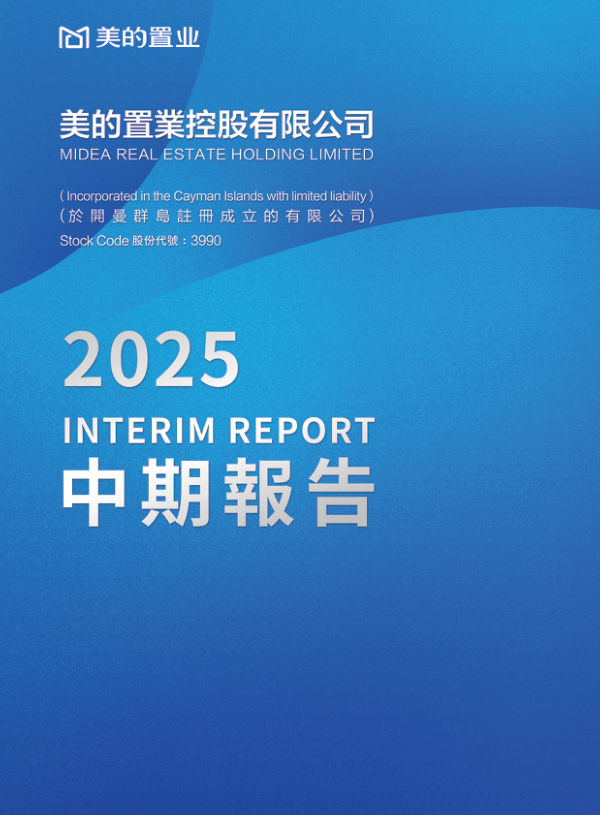 美的置业
美的置業控股有限公司
MIDEA REAL ESTATE HOLDING LIMITED
( Incorporated in the Cayman Islands with limited liability )
(於開曼群島註冊成立的有限公司)
Stock Code 股份代號：3990
2025
INTERIM REPORT
中期報告